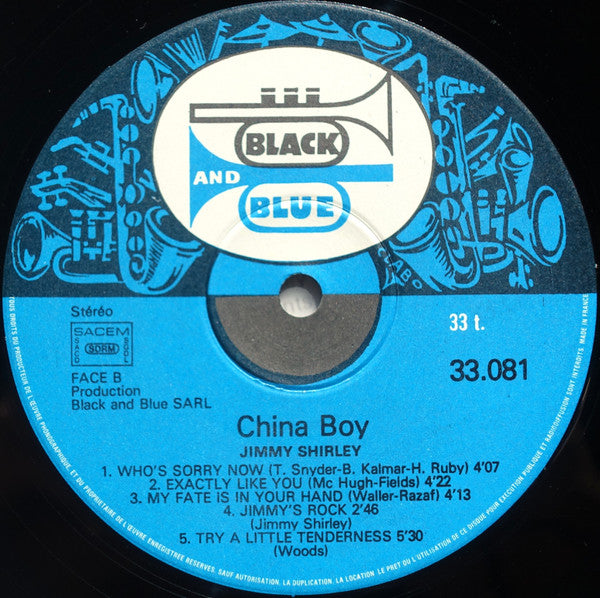 BLACK
AND
BLUE
Stéréo
SACEM
SACD
SDRM
SGDL
33 t.
FACE B
Production
Black and Blue SARL
33.081
China Boy
JIMMY SHIRLEY
1. WHO'S SORRY NOW (T. Snyder-B. Kalmar-H. Ruby) 4'07
2. EXACTLY LIKE YOU (Mc Hugh-Fields) 4'22
3. MY FATE IS IN YOUR HAND (Waller-Razaf) 4'13
4. JIMMY'S ROCK 2'46
(Jimmy Shirley)
5. TRY A LITTLE TENDERNESS 5'30
(Woods)
TOUS DROITS DU PRODUCTEUR DE L'ŒUVRE PHONOGRAPHIQUE ET DU PROPRIETAIRE DE L'ŒUVRE ENREGISTREE RESERVES. SAUF AUTORISATION, LA DUPLICATION, LA LOCATION, LE PRET OU L'UTILISATION DE CE DISQUE POUR EXECUTION PUBLIQUE ET RADIODIFFUSION SONT INTERDITS. MADE IN FRANCE